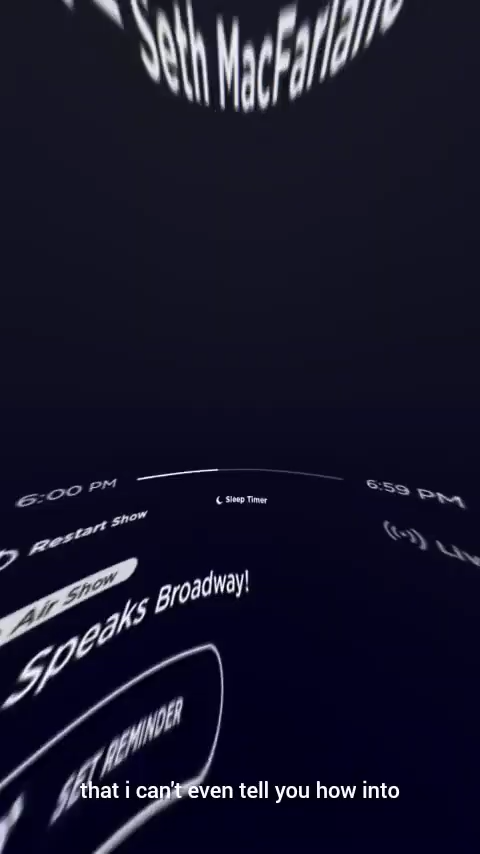 Seth MacFarlane
6:00 PM
6:59 PM
Sleep Timer
Restart Show
Air Show
Speaks Broadway!
SET REMINDER
that i can't even tell you how into